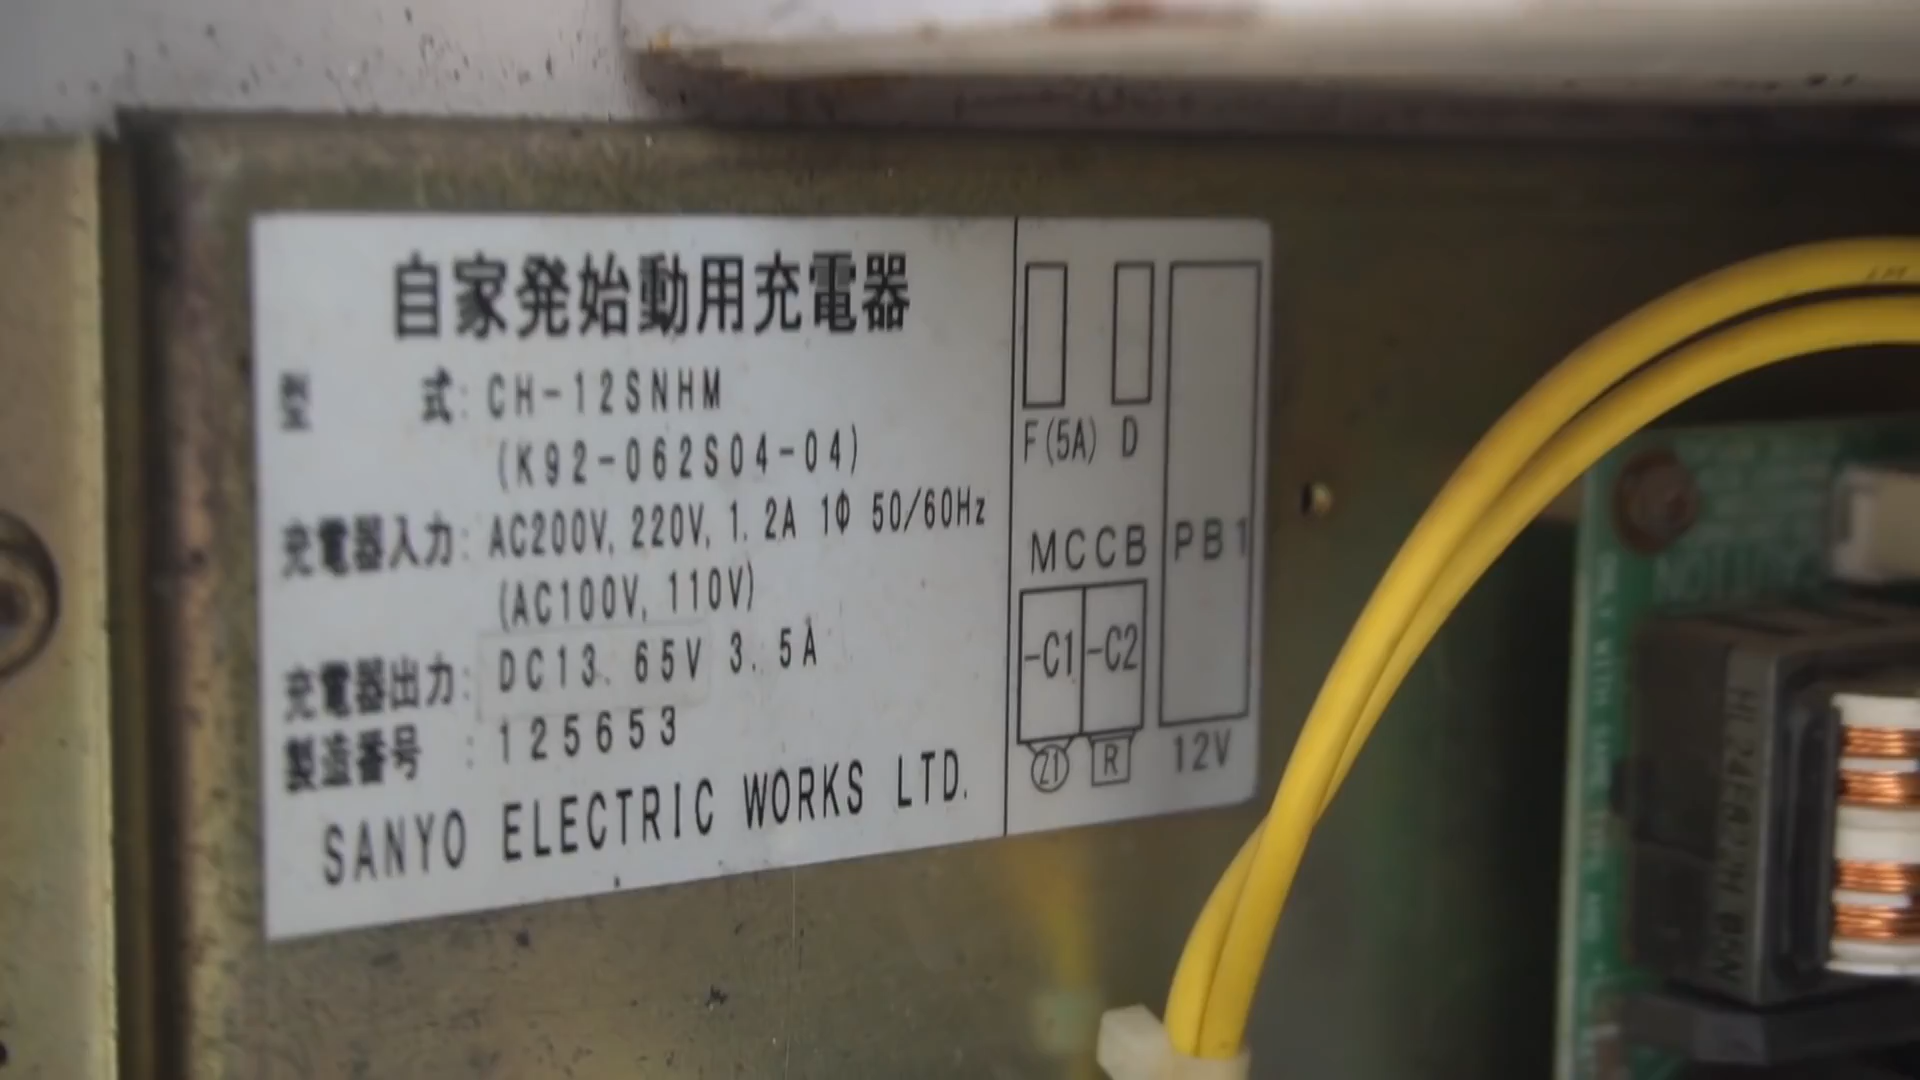 自家発始動用充電器
型 式: CH-12SNHM
(K92-062S04-04)
充電器入力: AC200V, 220V, 1. 2A 1Φ 50/60Hz
(AC100V, 110V)
充電器出力: DC13. 65V 3. 5A
製造番号 : 125653
SANYO ELECTRIC WORKS LTD.
F(5A) D
MCCB PB1
-C1 -C2
Z1 R 12V